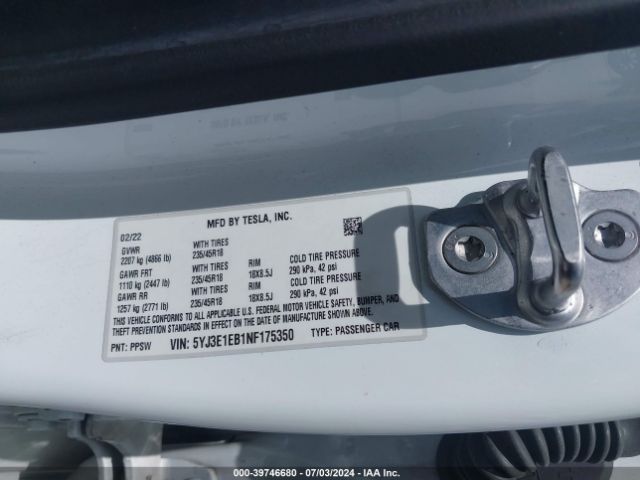 MFD BY TESLA, INC.
02/22
GVWR WITH TIRES
2207 kg (4866 lb) 235/45R18
GAWR FRT WITH TIRES RIM COLD TIRE PRESSURE
1110 kg (2447 lb) 235/45R18 18X8.5J 290 kPa, 42 psi
GAWR RR WITH TIRES RIM COLD TIRE PRESSURE
1257 kg (2771 lb) 235/45R18 18X8.5J 290 kPa, 42 psi
THIS VEHICLE CONFORMS TO ALL APPLICABLE U.S. FEDERAL MOTOR VEHICLE SAFETY, BUMPER, AND
THEFT PREVENTION STANDARDS IN EFFECT ON THE DATE OF MANUFACTURE SHOWN ABOVE.
PNT: PPSW VIN: 5YJ3E1EB1NF175350 TYPE: PASSENGER CAR
000-39746680 - 07/03/2024 - IAA Inc.